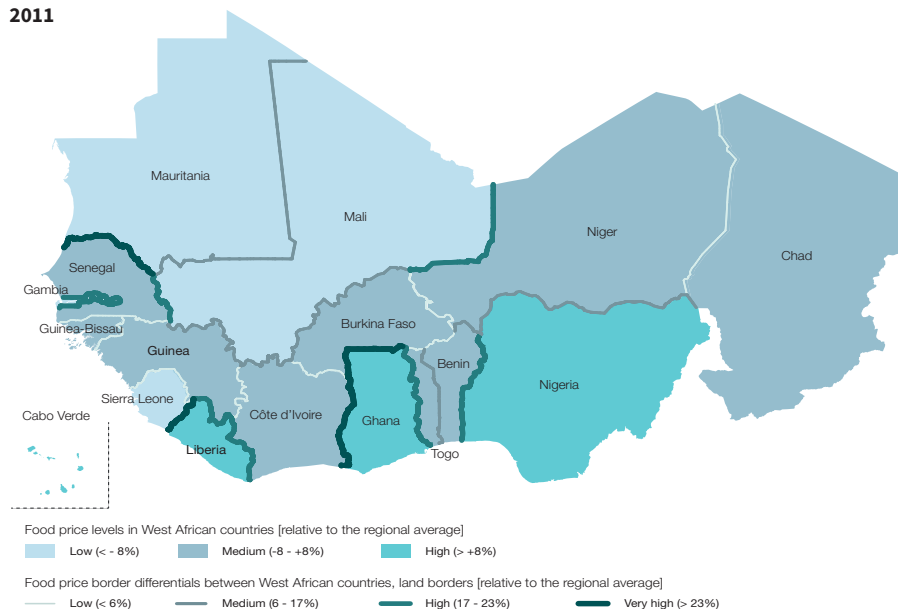 2011
Mauritania
Mali
Niger
Chad
Senegal
Gambia
Guinea-Bissau
Burkina Faso
Guinea
Benin
Nigeria
Sierra Leone
Côte d'Ivoire
Ghana
Cabo Verde
Liberia
Togo
Food price levels in West African countries [relative to the regional average]
Low (< - 8%) Medium (-8 - +8%) High (> +8%)
Food price border differentials between West African countries, land borders [relative to the regional average]
Low (< 6%) Medium (6 - 17%) High (17 - 23%) Very high (> 23%)